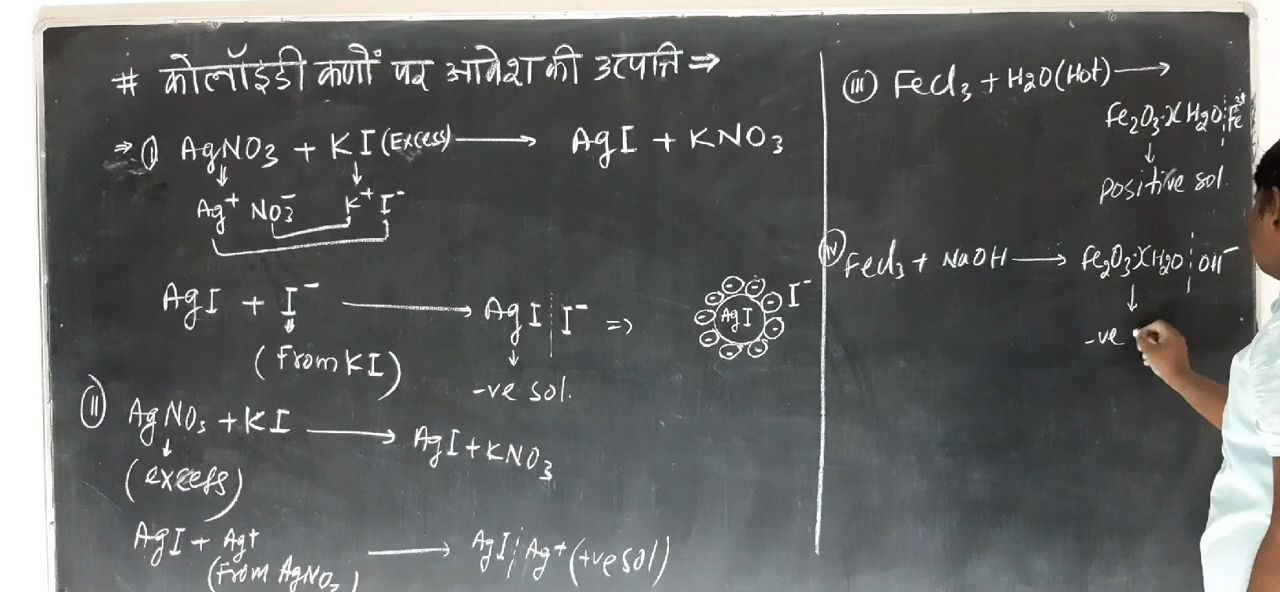 # कोलॉइडी कणों पर आवेश की उत्पत्ति ⇒
⇒ (i) AgNO3 + KI (Excess) ⟶ AgI + KNO3
↓ ↓
Ag⁺ NO3⁻ K⁺ I⁻
AgI + I⁻ ⟶ AgI ¦ I⁻ ⇒
(From KI)
↓
-ve sol.
AgI
I⁻
(ii) AgNO3 + KI ⟶ AgI + KNO3
↓
(excess)
AgI + Ag⁺ ⟶ AgI ¦ Ag⁺ (+ve sol)
(From AgNO3)
(iii) FeCl3 + H2O (Hot) ⟶
Fe2O3·xH2O ¦ Fe³⁺
↓
Positive sol.
(iv) FeCl3 + NaOH ⟶ Fe2O3·xH2O ¦ OH⁻
↓
-ve